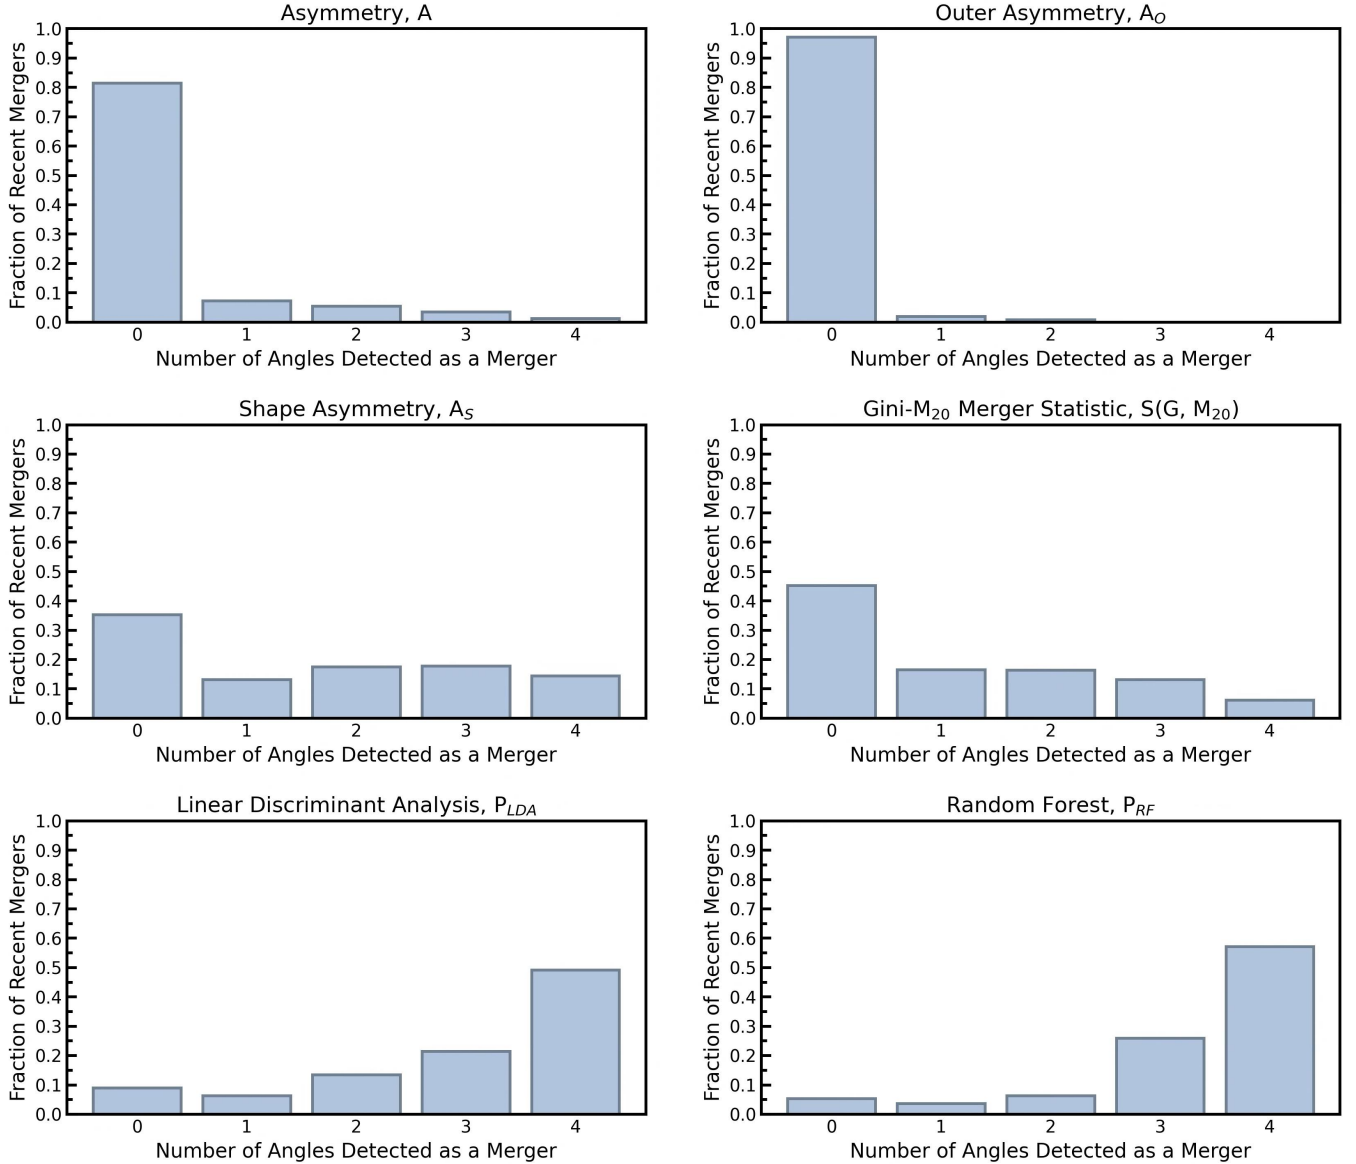 Asymmetry, A
Fraction of Recent Mergers
1.0
0.9
0.8
0.7
0.6
0.5
0.4
0.3
0.2
0.1
0.0
0 1 2 3 4
Number of Angles Detected as a Merger
Outer Asymmetry, A_O
Fraction of Recent Mergers
1.0
0.9
0.8
0.7
0.6
0.5
0.4
0.3
0.2
0.1
0.0
0 1 2 3 4
Number of Angles Detected as a Merger
Shape Asymmetry, A_S
Fraction of Recent Mergers
1.0
0.9
0.8
0.7
0.6
0.5
0.4
0.3
0.2
0.1
0.0
0 1 2 3 4
Number of Angles Detected as a Merger
Gini-M₂₀ Merger Statistic, S(G, M₂₀)
Fraction of Recent Mergers
1.0
0.9
0.8
0.7
0.6
0.5
0.4
0.3
0.2
0.1
0.0
0 1 2 3 4
Number of Angles Detected as a Merger
Linear Discriminant Analysis, P_LDA
Fraction of Recent Mergers
1.0
0.9
0.8
0.7
0.6
0.5
0.4
0.3
0.2
0.1
0.0
0 1 2 3 4
Number of Angles Detected as a Merger
Random Forest, P_RF
Fraction of Recent Mergers
1.0
0.9
0.8
0.7
0.6
0.5
0.4
0.3
0.2
0.1
0.0
0 1 2 3 4
Number of Angles Detected as a Merger